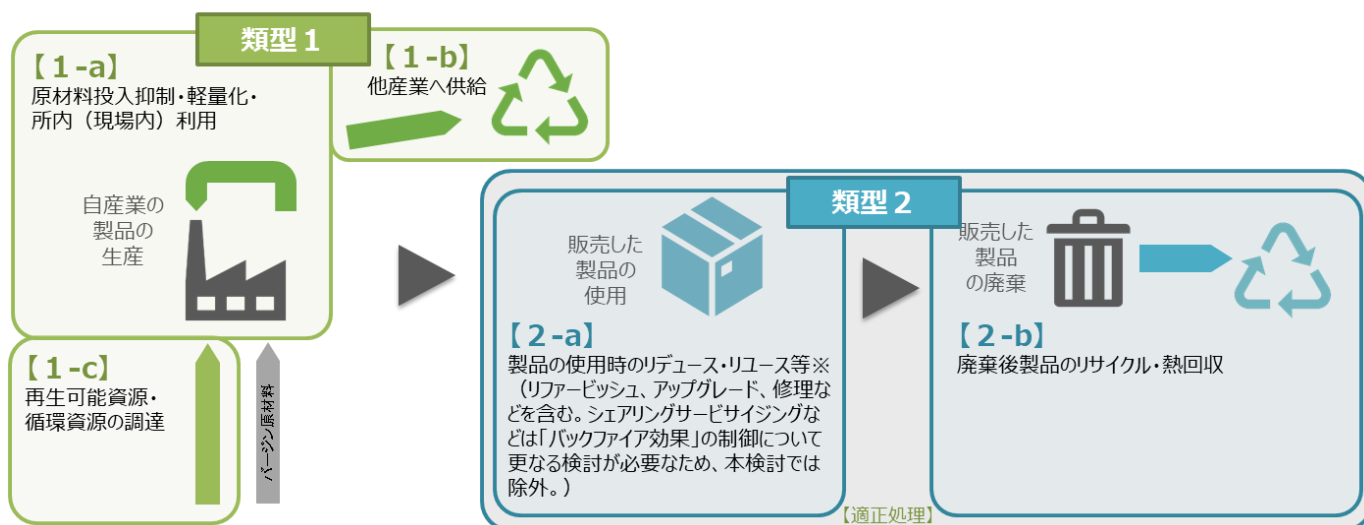 類型１
【１-a】
原材料投入抑制・軽量化・
所内（現場内）利用
自産業の
製品の
生産
【１-b】
他産業へ供給
【１-c】
再生可能資源・
循環資源の調達
バージン原材料
類型２
販売した
製品の
使用
【２-a】
製品の使用時のリデュース・リユース等※
（リファービッシュ、アップグレード、修理な
どを含む。シェアリングサービサイジングな
どは「バックファイア効果」の制御について
更なる検討が必要なため、本検討では
除外。）
販売した
製品
の廃棄
【２-b】
廃棄後製品のリサイクル・熱回収
【適正処理】